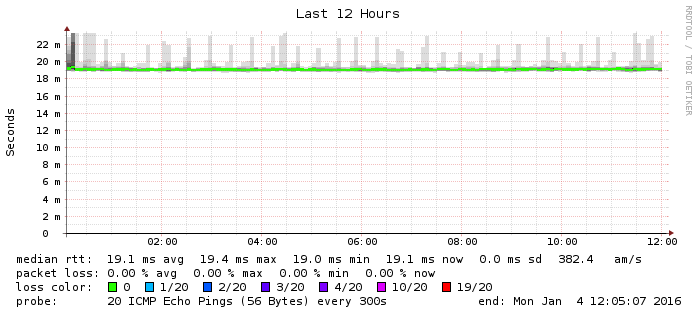 Last 12 Hours
RRDTOOL / TOBI OETIKER
Seconds
22 m
20 m
18 m
16 m
14 m
12 m
10 m
8 m
6 m
4 m
2 m
0
02:00 04:00 06:00 08:00 10:00 12:00
median rtt: 19.1 ms avg 19.4 ms max 19.0 ms min 19.1 ms now 0.0 ms sd 382.4 am/s
packet loss: 0.00 % avg 0.00 % max 0.00 % min 0.00 % now
loss color: 0 1/20 2/20 3/20 4/20 10/20 19/20
probe: 20 ICMP Echo Pings (56 Bytes) every 300s end: Mon Jan 4 12:05:07 2016